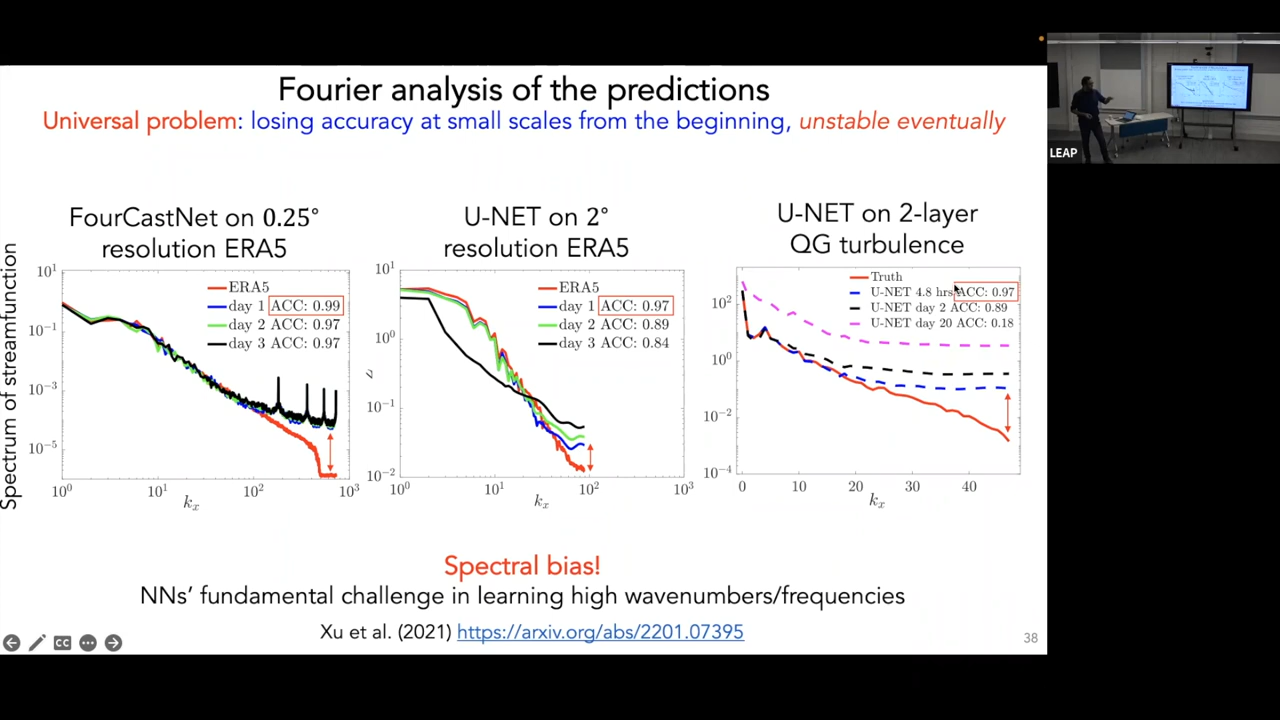 Fourier analysis of the predictions
Universal problem: losing accuracy at small scales from the beginning, unstable eventually
LEAP
Spectrum of streamfunction
FourCastNet on 0.25°
resolution ERA5
10¹
10⁻¹
10⁻³
10⁻⁵
ERA5
day 1 ACC: 0.99
day 2 ACC: 0.97
day 3 ACC: 0.97
10⁰ 10¹ 10² 10³
kₓ
U-NET on 2°
resolution ERA5
10¹
10⁰
10⁻¹
10⁻²
ERA5
day 1 ACC: 0.97
day 2 ACC: 0.89
day 3 ACC: 0.84
10⁰ 10¹ 10² 10³
kₓ
U-NET on 2-layer
QG turbulence
10²
10⁰
10⁻²
10⁻⁴
Truth
U-NET 4.8 hrs ACC: 0.97
U-NET day 2 ACC: 0.89
U-NET day 20 ACC: 0.18
0 10 20 30 40
kₓ
Spectral bias!
NNs’ fundamental challenge in learning high wavenumbers/frequencies
Xu et al. (2021) https://arxiv.org/abs/2201.07395
CC
38